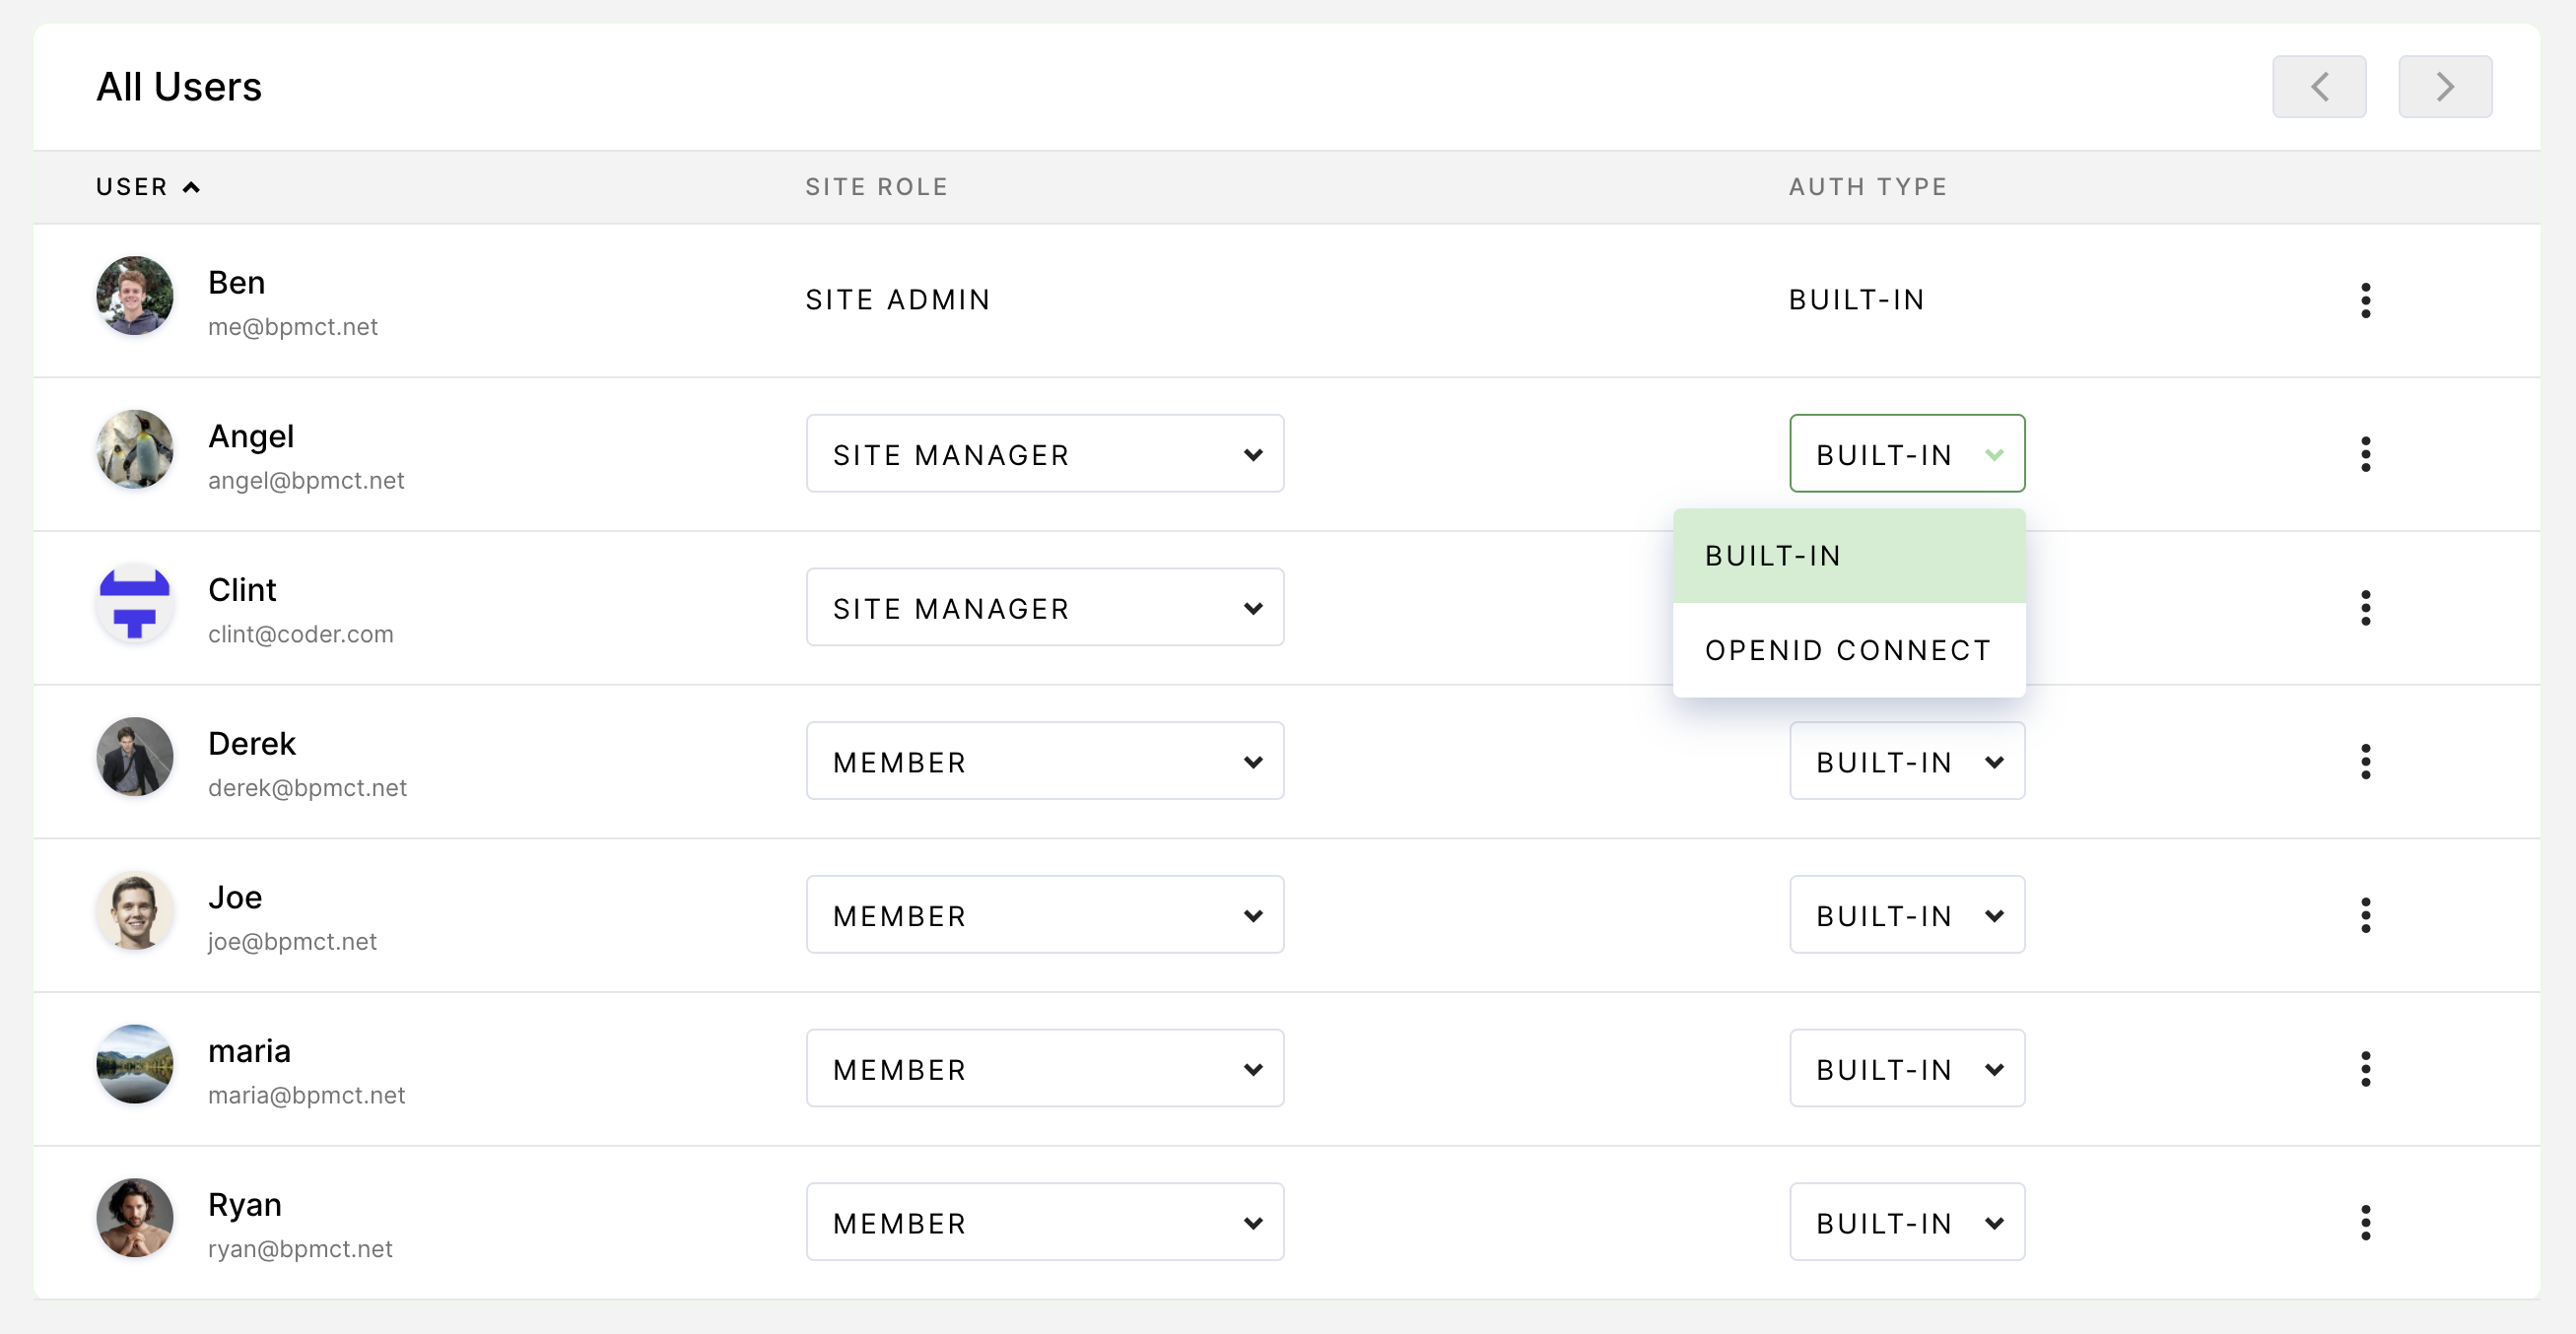 All Users
USER SITE ROLE AUTH TYPE
Ben
me@bpmct.net
SITE ADMIN
BUILT-IN
Angel
angel@bpmct.net
SITE MANAGER
BUILT-IN
BUILT-IN
OPENID CONNECT
Clint
clint@coder.com
SITE MANAGER
Derek
derek@bpmct.net
MEMBER
BUILT-IN
Joe
joe@bpmct.net
MEMBER
BUILT-IN
maria
maria@bpmct.net
MEMBER
BUILT-IN
Ryan
ryan@bpmct.net
MEMBER
BUILT-IN